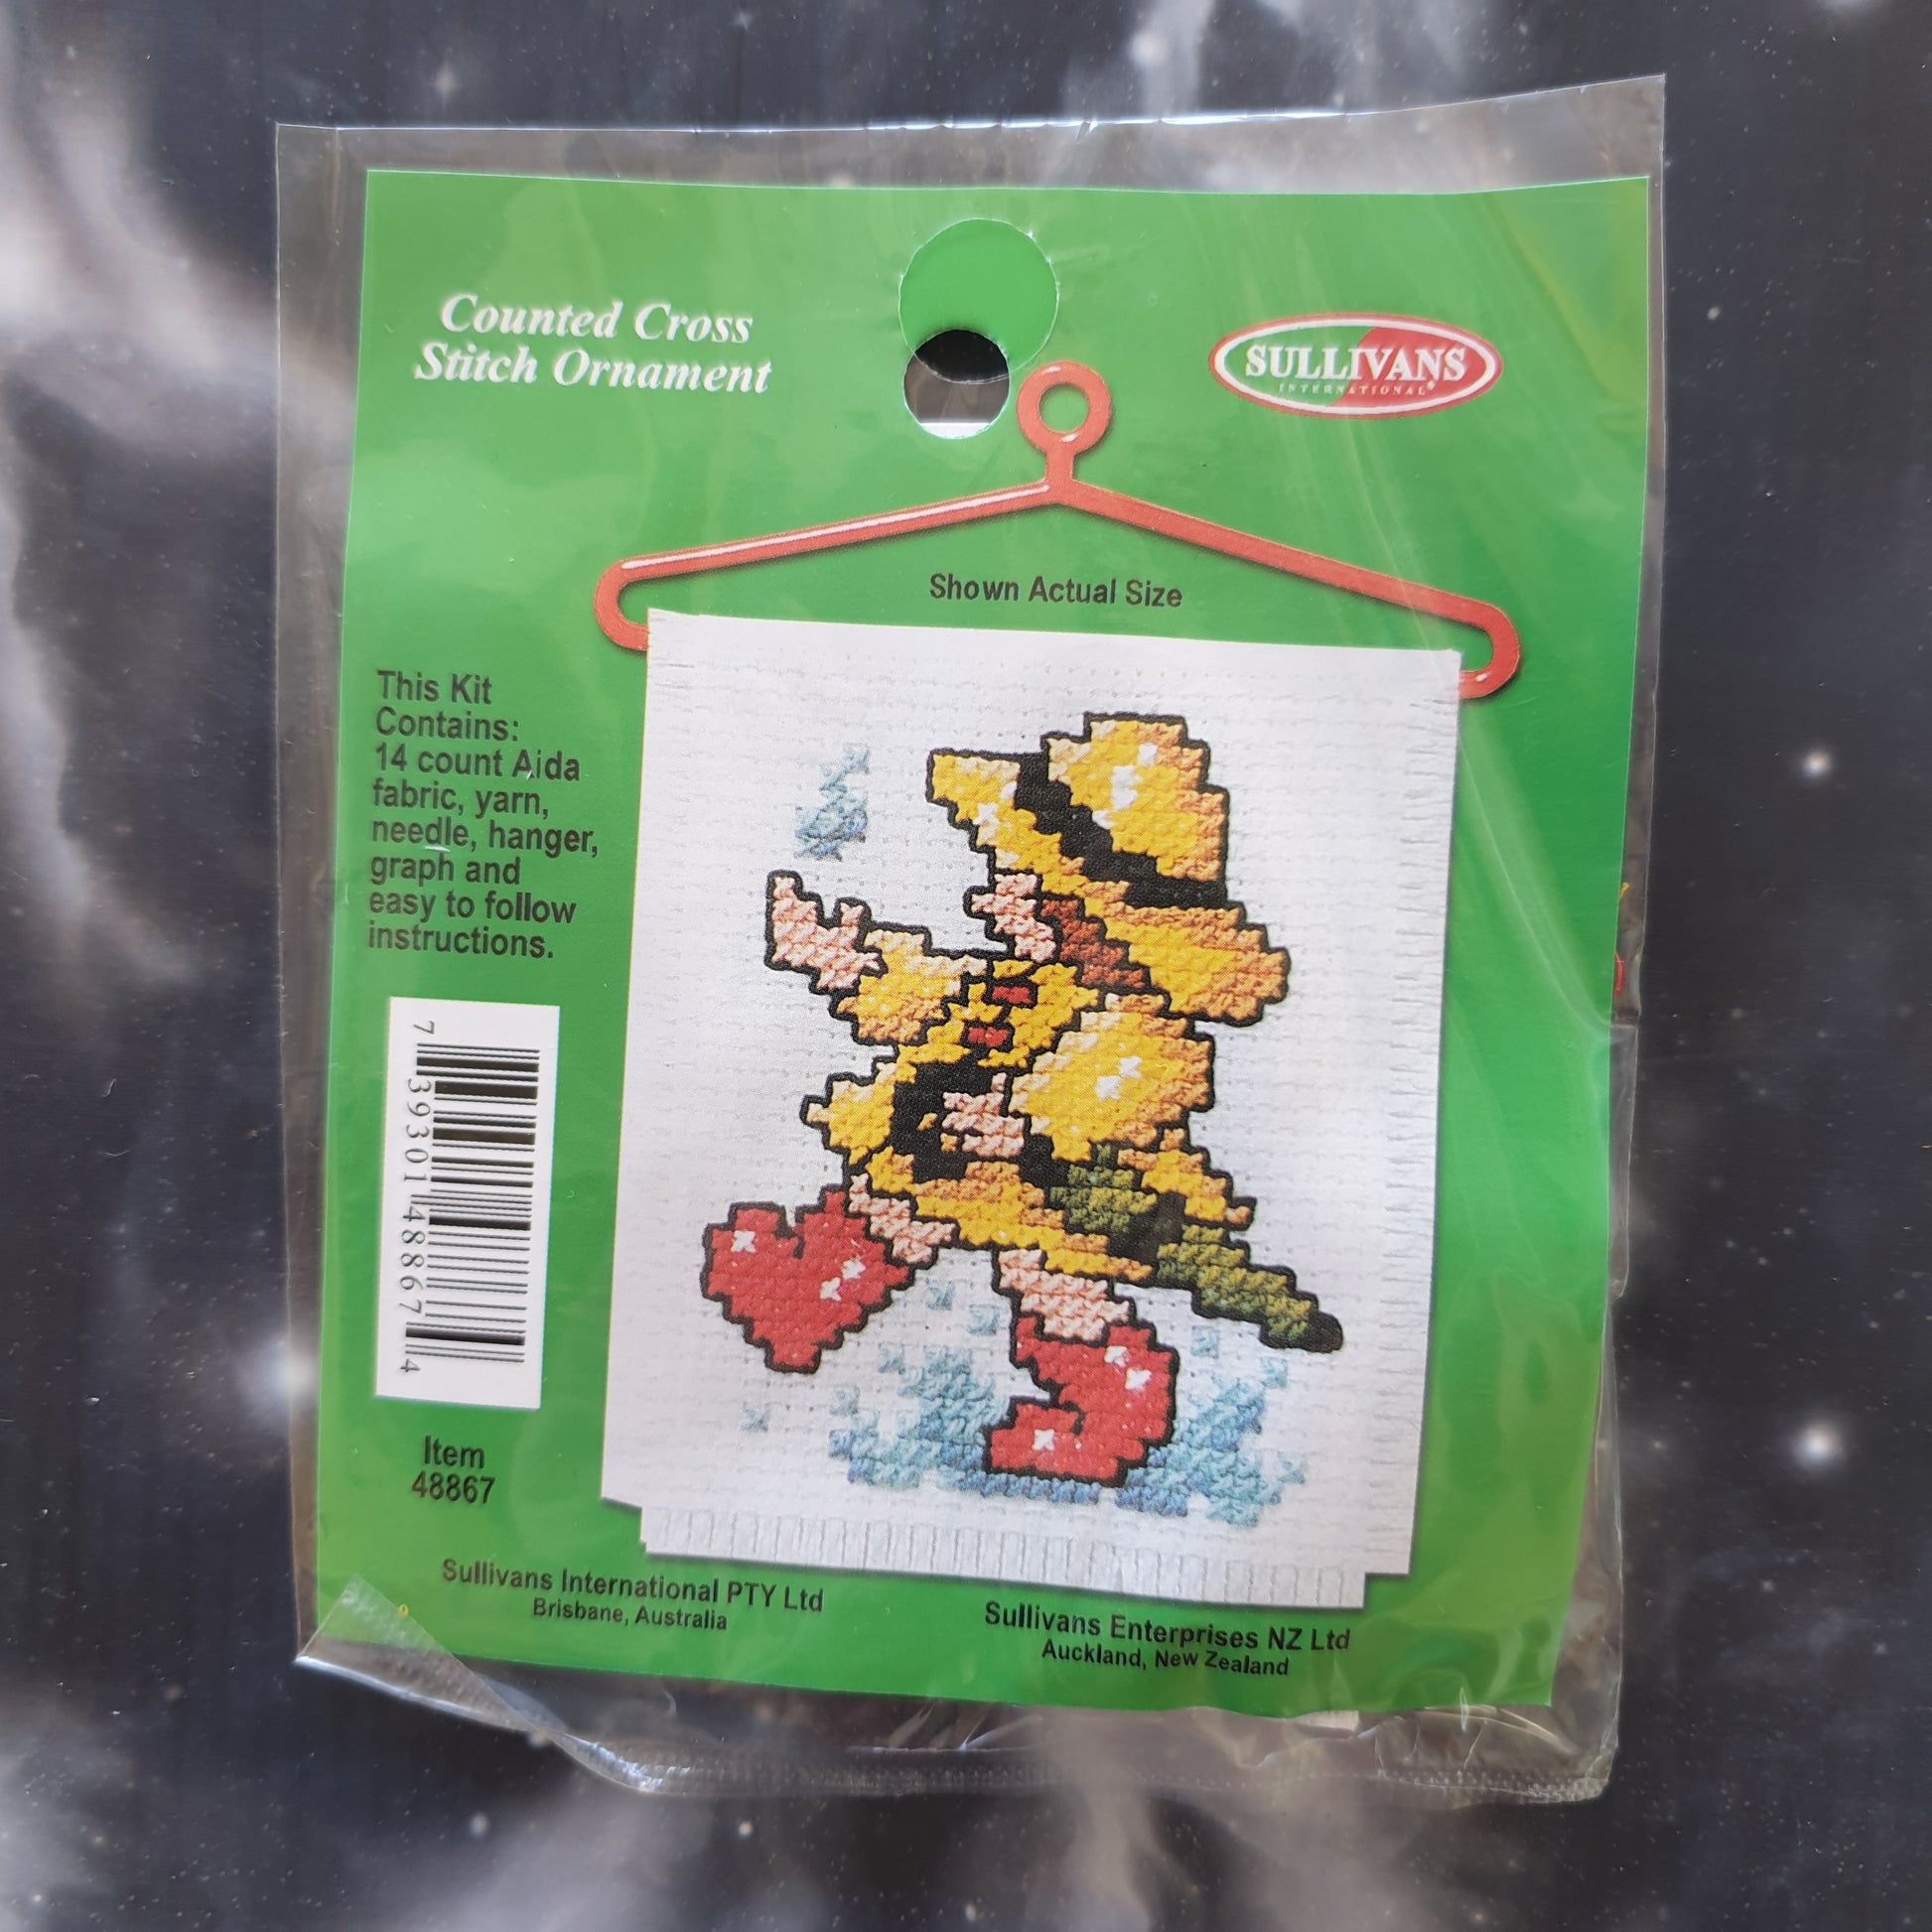 Counted Cross
Stitch Ornament
SULLIVANS
INTERNATIONAL®
Shown Actual Size
This Kit
Contains:
14 count Aida
fabric, yarn,
needle, hanger,
graph and
easy to follow
instructions.
7 39301 48867 4
Item
48867
Sullivans International PTY Ltd
Brisbane, Australia
Sullivans Enterprises NZ Ltd
Auckland, New Zealand